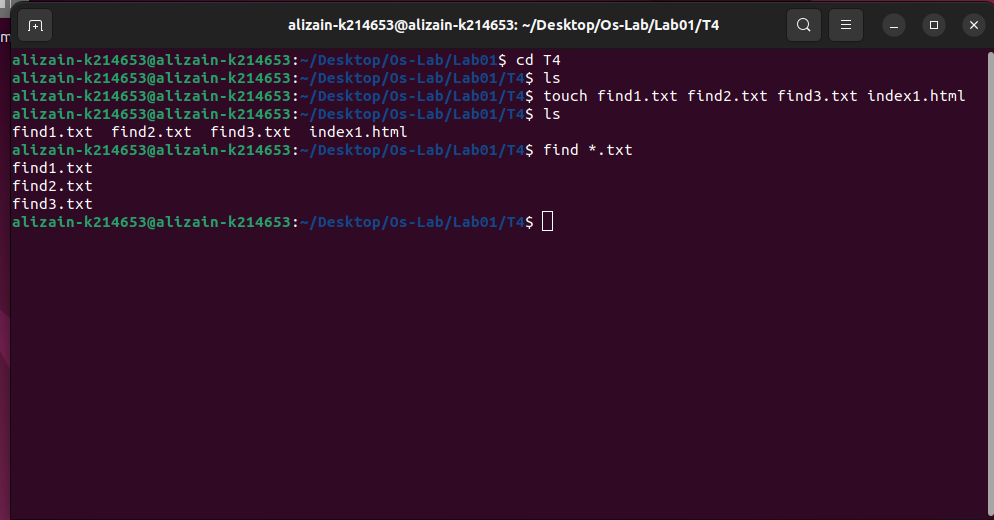 m
alizain-k214653@alizain-k214653: ~/Desktop/Os-Lab/Lab01/T4
alizain-k214653@alizain-k214653:~/Desktop/Os-Lab/Lab01$ cd T4
alizain-k214653@alizain-k214653:~/Desktop/Os-Lab/Lab01/T4$ ls
alizain-k214653@alizain-k214653:~/Desktop/Os-Lab/Lab01/T4$ touch find1.txt find2.txt find3.txt index1.html
alizain-k214653@alizain-k214653:~/Desktop/Os-Lab/Lab01/T4$ ls
find1.txt  find2.txt  find3.txt  index1.html
alizain-k214653@alizain-k214653:~/Desktop/Os-Lab/Lab01/T4$ find *.txt
find1.txt
find2.txt
find3.txt
alizain-k214653@alizain-k214653:~/Desktop/Os-Lab/Lab01/T4$